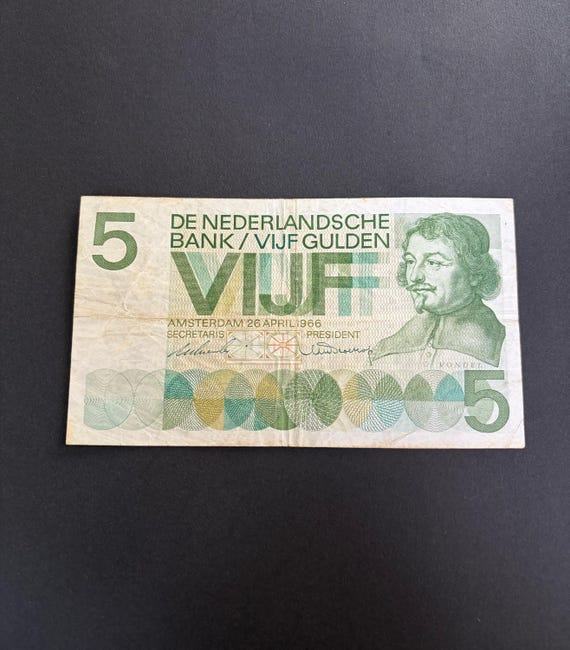 5
DE NEDERLANDSCHE
BANK / VIJF GULDEN
VIJF
AMSTERDAM 26 APRIL 1966
SECRETARIS PRESIDENT
VONDEL
5